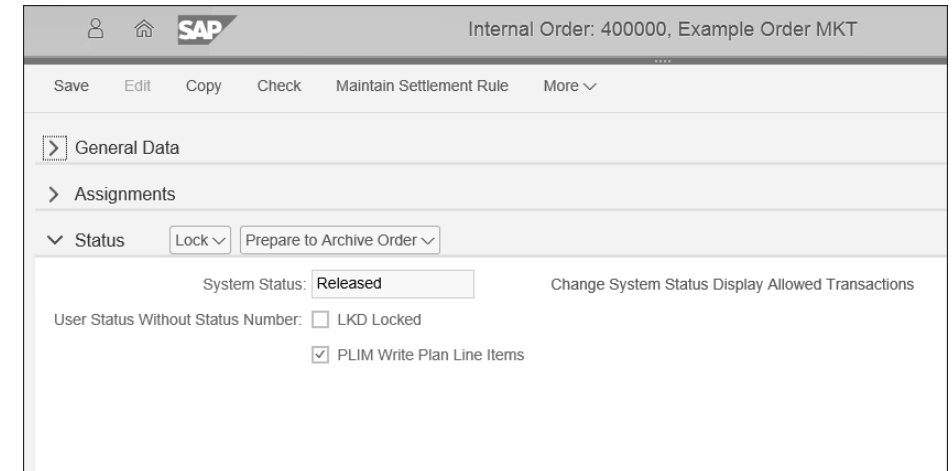 SAP Internal Order: 400000, Example Order MKT
Save Edit Copy Check Maintain Settlement Rule More
General Data
Assignments
Status Lock Prepare to Archive Order
System Status: Released Change System Status Display Allowed Transactions
User Status Without Status Number: LKD Locked
PLIM Write Plan Line Items